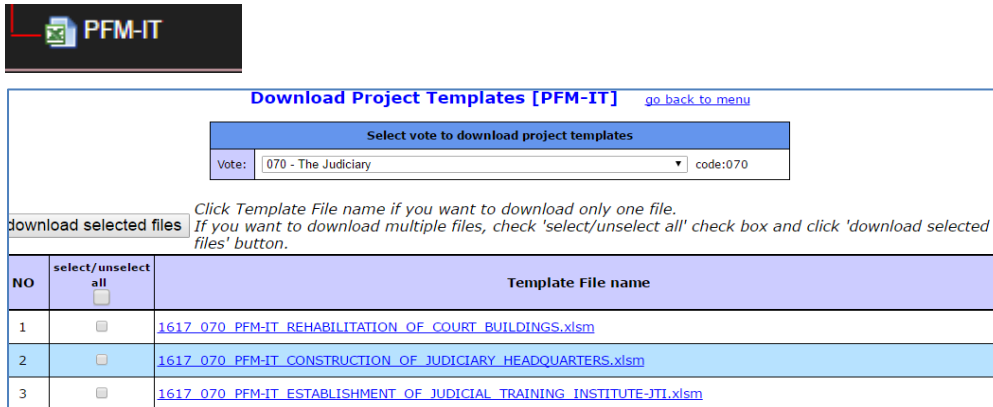 PFM-IT
Download Project Templates [PFM-IT] go back to menu
Select vote to download project templates
Vote: 070 - The Judiciary code:070
Click Template File name if you want to download only one file.
download selected files If you want to download multiple files, check 'select/unselect all' check box and click 'download selected
files' button.
NO select/unselect all Template File name
1 1617_070_PFM-IT_REHABILITATION_OF_COURT_BUILDINGS.xlsm
2 1617_070_PFM-IT_CONSTRUCTION_OF_JUDICIARY_HEADQUARTERS.xlsm
3 1617_070_PFM-IT_ESTABLISHMENT_OF_JUDICIAL_TRAINING_INSTITUTE-JTI.xlsm